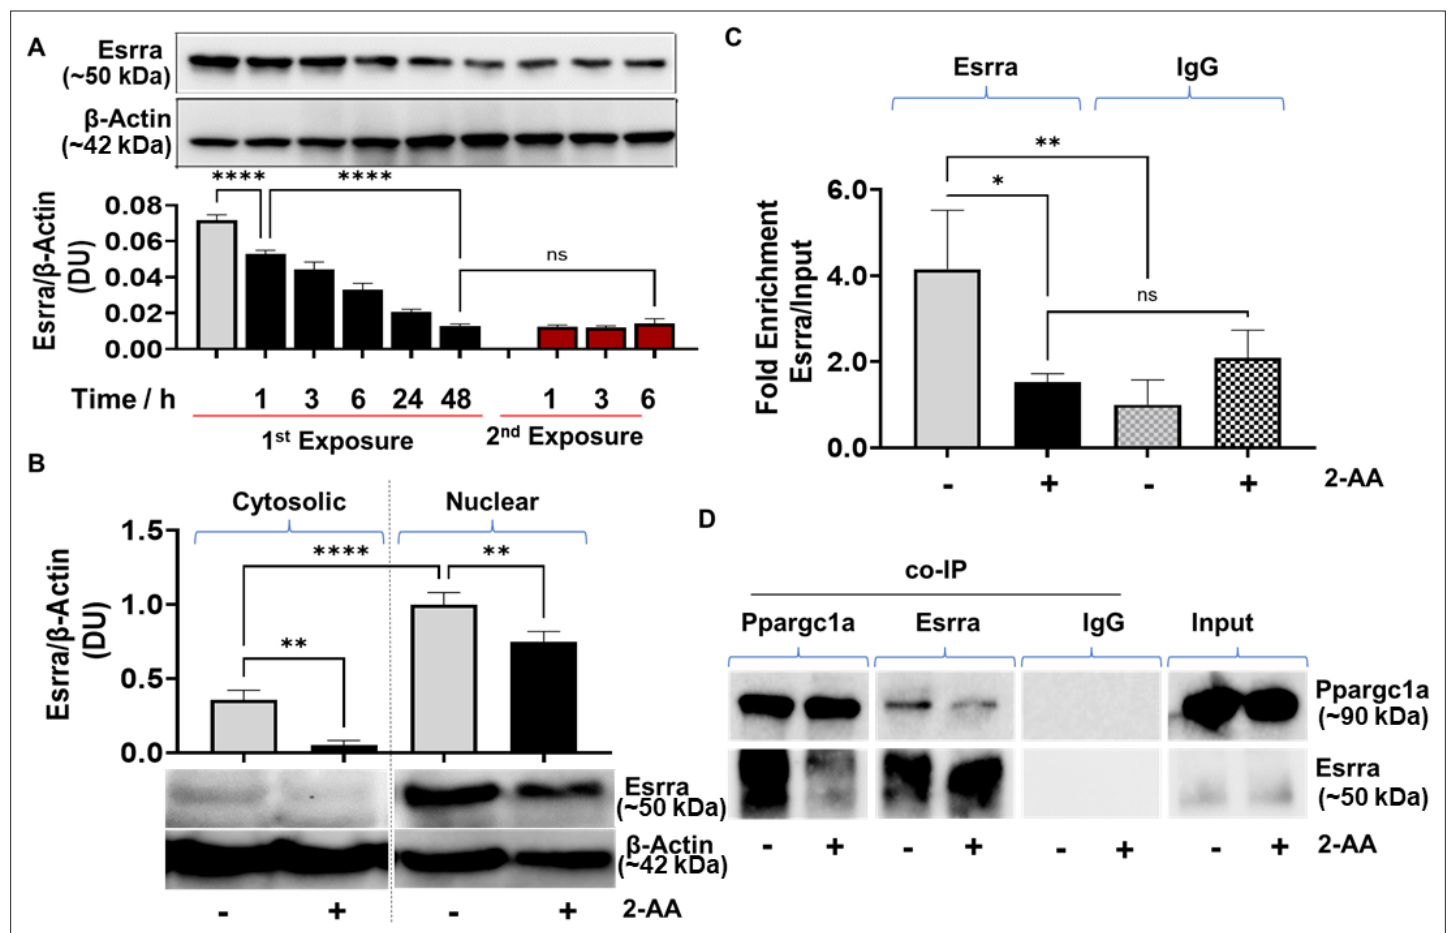 A
Esrra
(~50 kDa)
β-Actin
(~42 kDa)
**** ****
Esrra/β-Actin
(DU)
0.08
0.06
0.04
0.02
0.00
ns
Time / h 1 3 6 24 48 1 3 6
1st Exposure 2nd Exposure
B
Cytosolic Nuclear
Esrra/β-Actin
(DU)
1.5
1.0
0.5
0.0
**** **
**
Esrra
(~50 kDa)
β-Actin
(~42 kDa)
- + - + 2-AA
C
Esrra IgG
Fold Enrichment
Esrra/Input
6.0
4.0
2.0
0.0
**
*
ns
- + - + 2-AA
D
co-IP
Ppargc1a Esrra IgG Input
Ppargc1a
(~90 kDa)
Esrra
(~50 kDa)
- + - + - + - + 2-AA